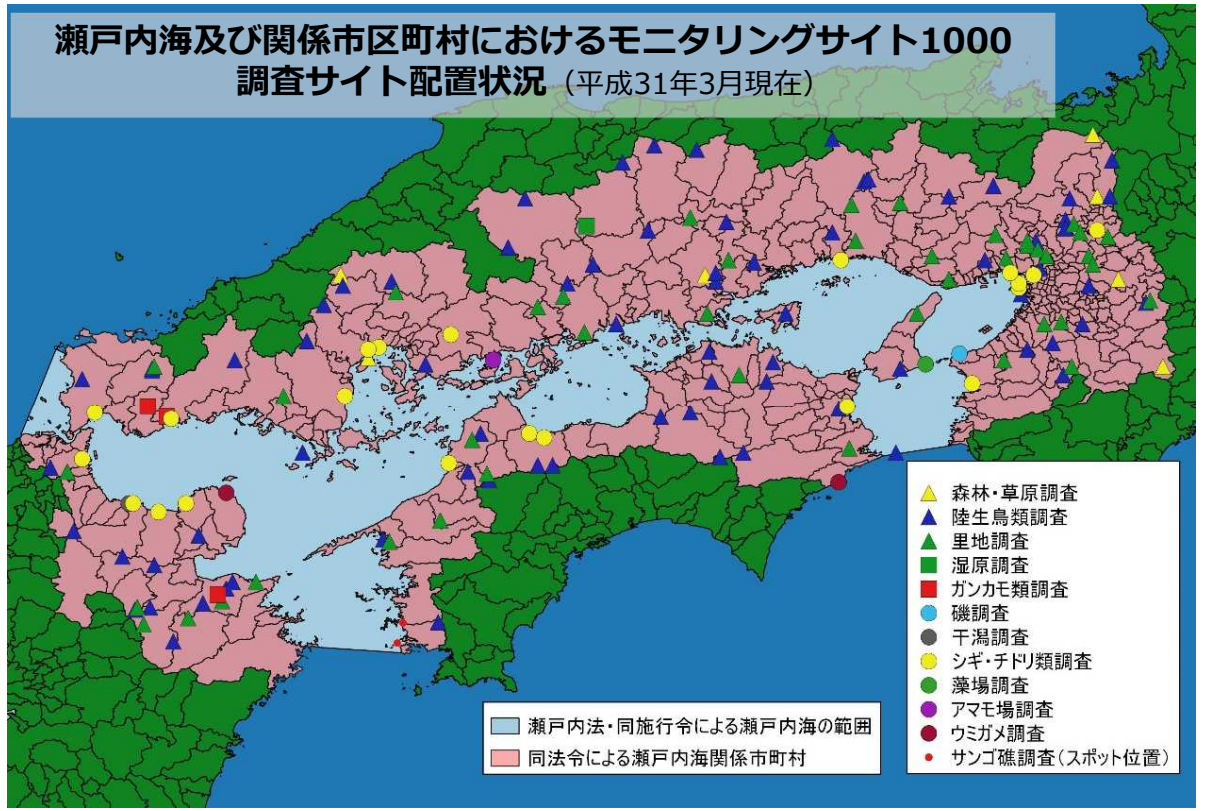 瀬戸内海及び関係市区町村におけるモニタリングサイト1000
調査サイト配置状況（平成31年3月現在）
森林・草原調査
陸生鳥類調査
里地調査
湿原調査
ガンカモ類調査
磯調査
干潟調査
シギ・チドリ類調査
藻場調査
アマモ場調査
ウミガメ調査
サンゴ礁調査(スポット位置)
瀬戸内法・同施行令による瀬戸内海の範囲
同法令による瀬戸内海関係市町村